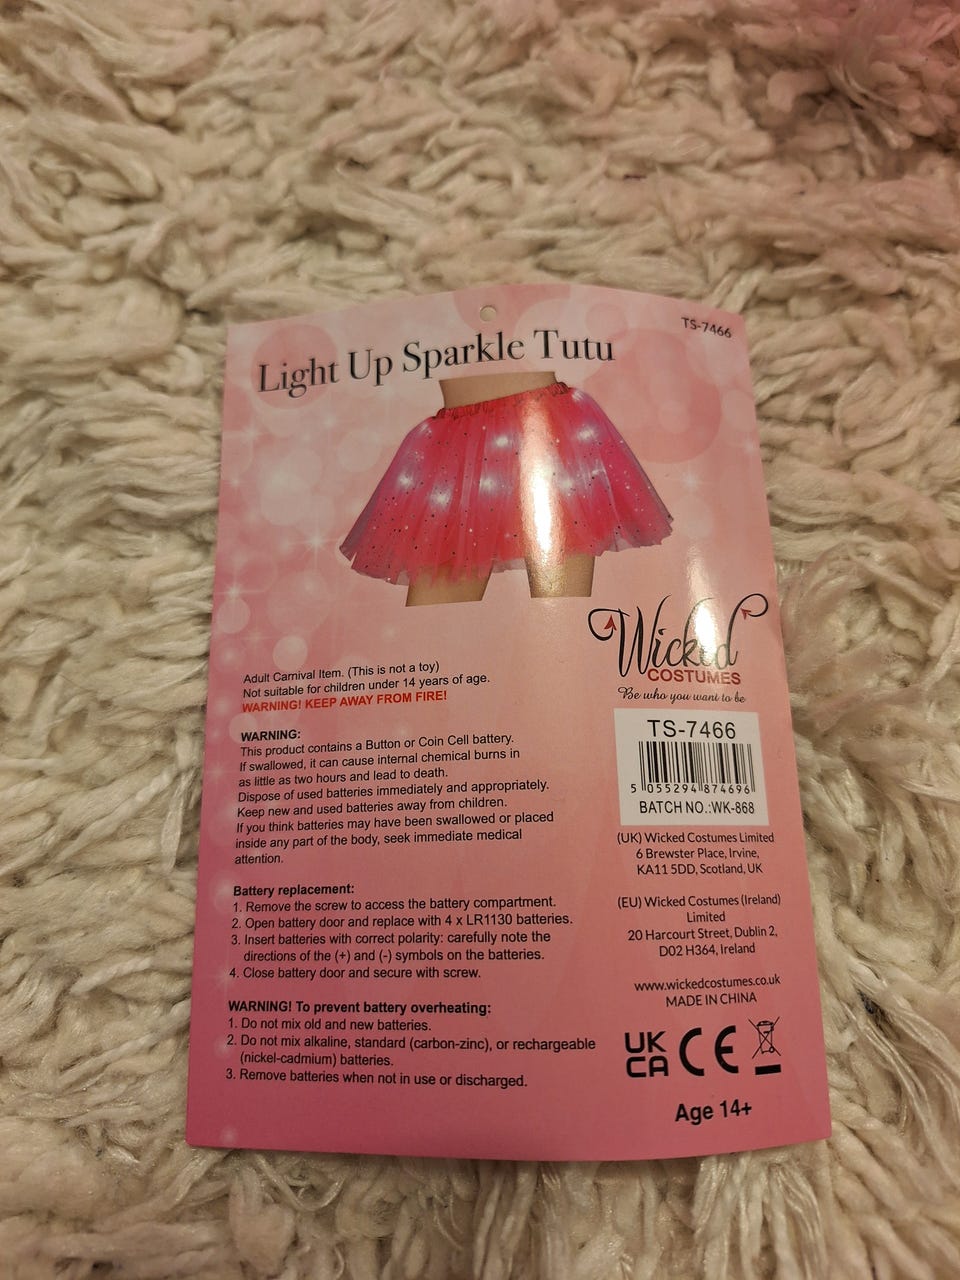 TS-7466
Light Up Sparkle Tutu
Wicked
COSTUMES
Be who you want to be
Adult Carnival Item. (This is not a toy)
Not suitable for children under 14 years of age.
WARNING! KEEP AWAY FROM FIRE!
WARNING:
This product contains a Button or Coin Cell battery.
If swallowed, it can cause internal chemical burns in
as little as two hours and lead to death.
Dispose of used batteries immediately and appropriately.
Keep new and used batteries away from children.
If you think batteries may have been swallowed or placed
inside any part of the body, seek immediate medical
attention.
Battery replacement:
1. Remove the screw to access the battery compartment.
2. Open battery door and replace with 4 x LR1130 batteries.
3. Insert batteries with correct polarity: carefully note the
directions of the (+) and (-) symbols on the batteries.
4. Close battery door and secure with screw.
WARNING! To prevent battery overheating:
1. Do not mix old and new batteries.
2. Do not mix alkaline, standard (carbon-zinc), or rechargeable
(nickel-cadmium) batteries.
3. Remove batteries when not in use or discharged.
TS-7466
5 055294 874696
BATCH NO.:WK-868
(UK) Wicked Costumes Limited
6 Brewster Place, Irvine,
KA11 5DD, Scotland, UK
(EU) Wicked Costumes (Ireland)
Limited
20 Harcourt Street, Dublin 2,
D02 H364, Ireland
www.wickedcostumes.co.uk
MADE IN CHINA
UK
CA CE
Age 14+